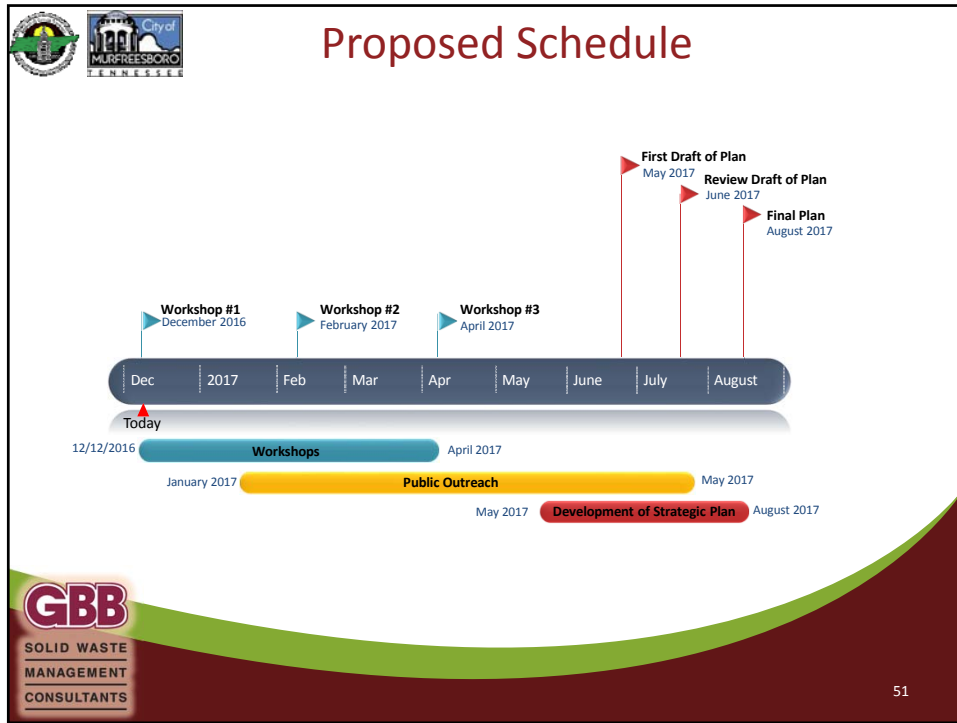 City of
MURFREESBORO
TENNESSEE
Proposed Schedule
First Draft of Plan
May 2017
Review Draft of Plan
June 2017
Final Plan
August 2017
Workshop #1
December 2016
Workshop #2
February 2017
Workshop #3
April 2017
Dec 2017 Feb Mar Apr May June July August
Today
12/12/2016 Workshops April 2017
January 2017 Public Outreach May 2017
May 2017 Development of Strategic Plan August 2017
GBB
SOLID WASTE
MANAGEMENT
CONSULTANTS
51